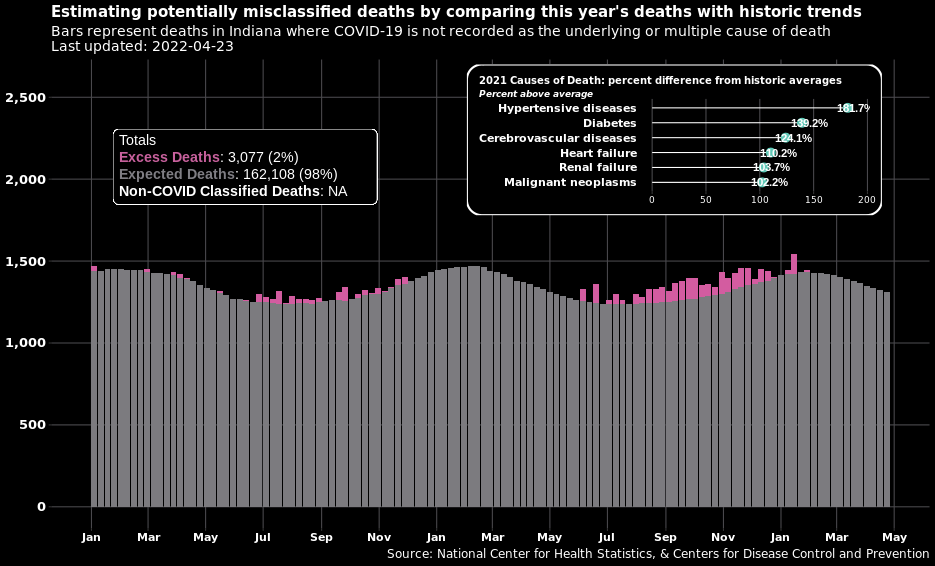 Estimating potentially misclassified deaths by comparing this year's deaths with historic trends
Bars represent deaths in Indiana where COVID-19 is not recorded as the underlying or multiple cause of death
Last updated: 2022-04-23
2,500
2,000
1,500
1,000
500
0
Totals
Excess Deaths: 3,077 (2%)
Expected Deaths: 162,108 (98%)
Non-COVID Classified Deaths: NA
2021 Causes of Death: percent difference from historic averages
Percent above average
Hypertensive diseases 181.7%
Diabetes 139.2%
Cerebrovascular diseases 124.1%
Heart failure 110.2%
Renal failure 103.7%
Malignant neoplasms 102.2%
0 50 100 150 200
Jan Mar May Jul Sep Nov Jan Mar May Jul Sep Nov Jan Mar May
Source: National Center for Health Statistics, & Centers for Disease Control and Prevention